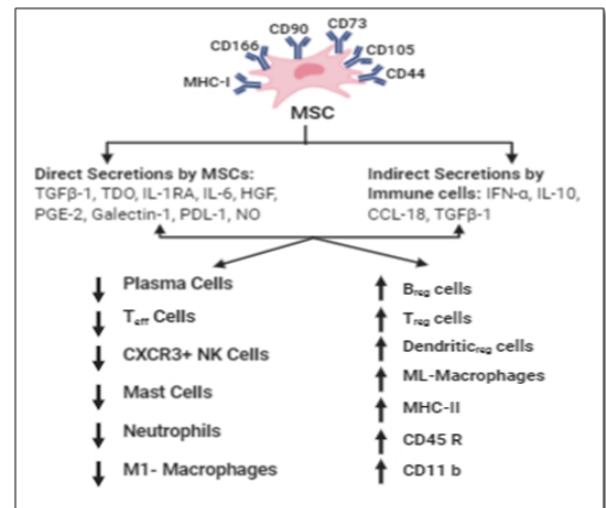 CD73
CD90
CD166
CD105
CD44
MHC-I
MSC
Direct Secretions by MSCs:
TGFβ-1, TDO, IL-1RA, IL-6, HGF,
PGE-2, Galectin-1, PDL-1, NO
Indirect Secretions by
Immune cells: IFN-α, IL-10,
CCL-18, TGFβ-1
↓ Plasma Cells
↓ Teff Cells
↓ CXCR3+ NK Cells
↓ Mast Cells
↓ Neutrophils
↓ M1- Macrophages
↑ Breg cells
↑ Treg cells
↑ Dendriticreg cells
↑ ML-Macrophages
↑ MHC-II
↑ CD45 R
↑ CD11 b